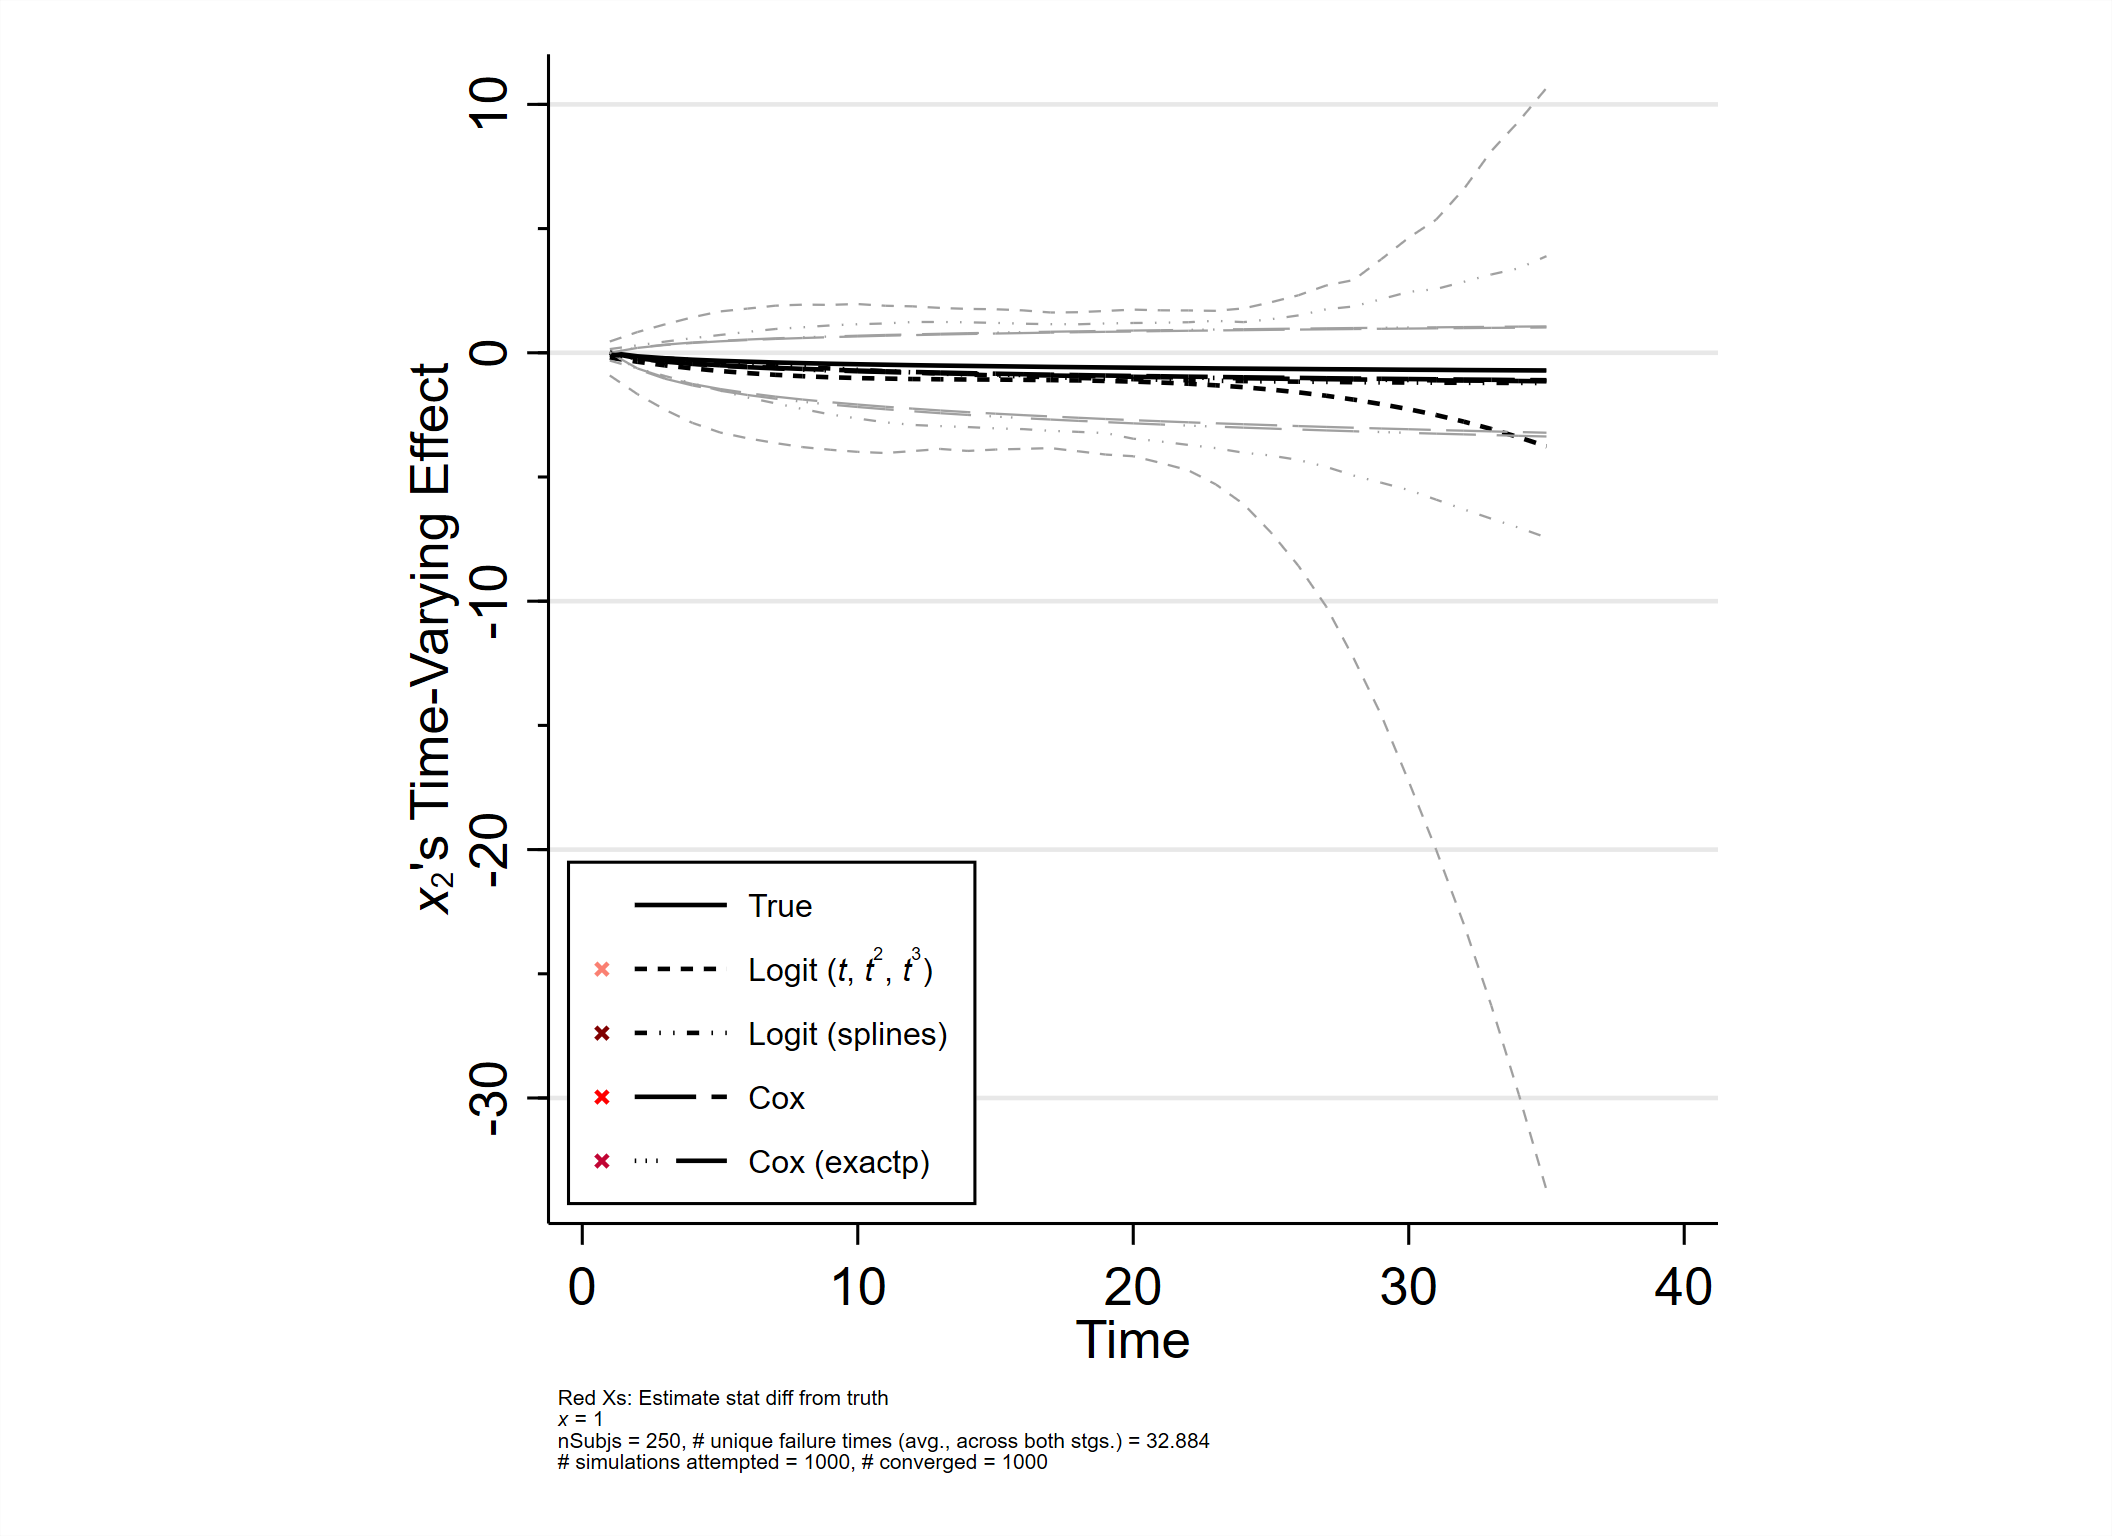 x2's Time-Varying Effect
10
0
-10
-20
-30
True
Logit (t, t², t³)
Logit (splines)
Cox
Cox (exactp)
0 10 20 30 40
Time
Red Xs: Estimate stat diff from truth
x = 1
nSubjs = 250, # unique failure times (avg., across both stgs.) = 32.884
# simulations attempted = 1000, # converged = 1000